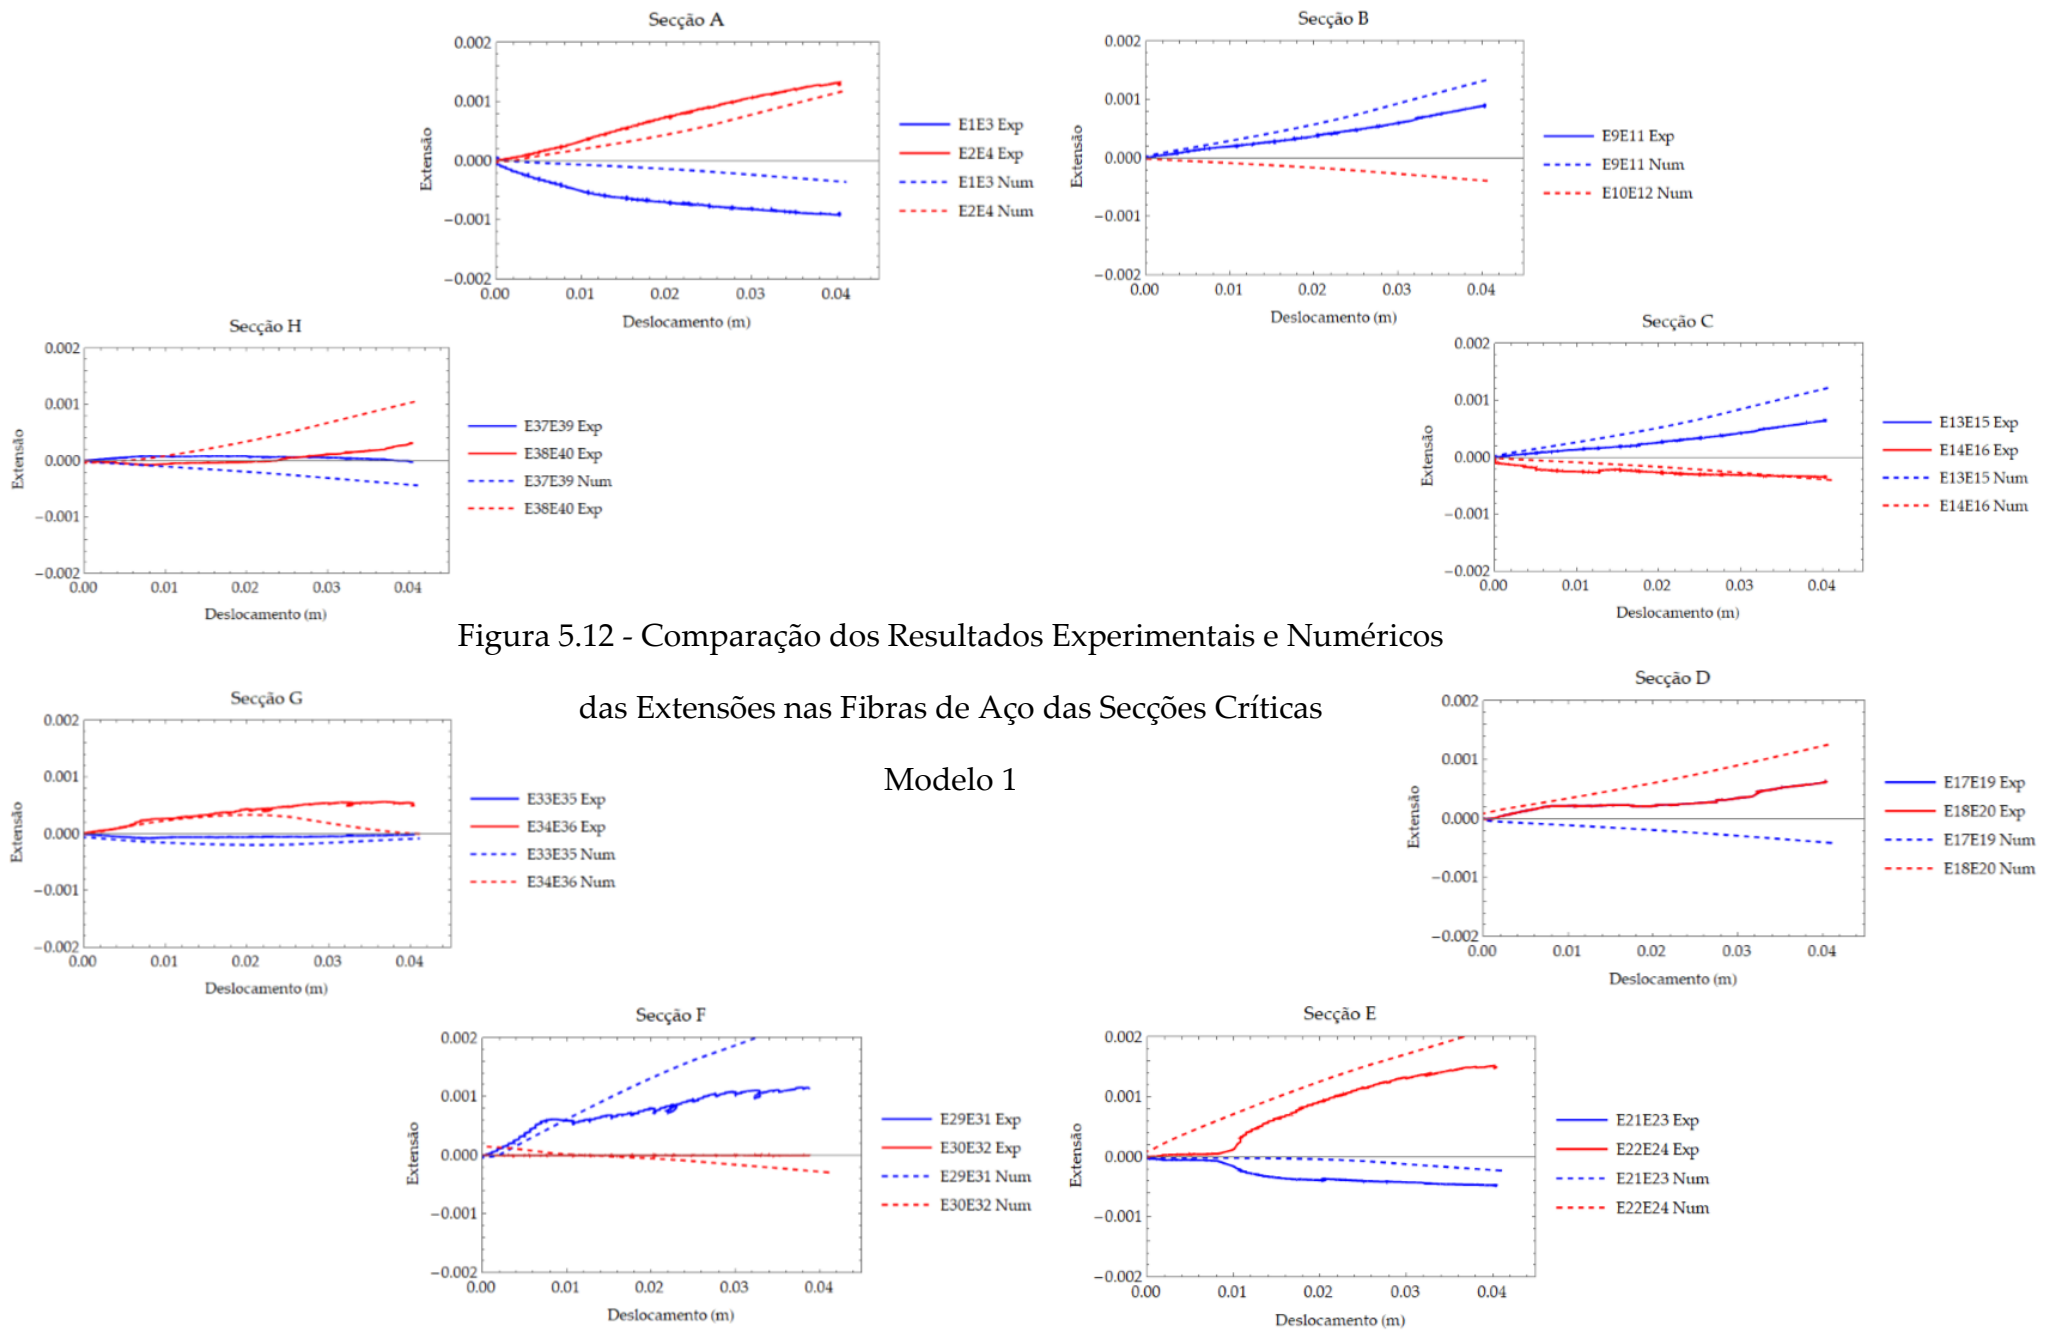 Secção A
0.002
0.001
0.000
−0.001
−0.002
Extensão
0.00 0.01 0.02 0.03 0.04
Deslocamento (m)
E1E3 Exp
E2E4 Exp
E1E3 Num
E2E4 Num
Secção B
0.002
0.001
0.000
−0.001
−0.002
Extensão
0.00 0.01 0.02 0.03 0.04
Deslocamento (m)
E9E11 Exp
E9E11 Num
E10E12 Num
Secção H
0.002
0.001
0.000
−0.001
−0.002
Extensão
0.00 0.01 0.02 0.03 0.04
Deslocamento (m)
E37E39 Exp
E38E40 Exp
E37E39 Num
E38E40 Exp
Secção C
0.002
0.001
0.000
−0.001
−0.002
Extensão
0.00 0.01 0.02 0.03 0.04
Deslocamento (m)
E13E15 Exp
E14E16 Exp
E13E15 Num
E14E16 Num
Figura 5.12 - Comparação dos Resultados Experimentais e Numéricos
das Extensões nas Fibras de Aço das Secções Críticas
Modelo 1
Secção G
0.002
0.001
0.000
−0.001
−0.002
Extensão
0.00 0.01 0.02 0.03 0.04
Deslocamento (m)
E33E35 Exp
E34E36 Exp
E33E35 Num
E34E36 Num
Secção D
0.002
0.001
0.000
−0.001
−0.002
Extensão
0.00 0.01 0.02 0.03 0.04
Deslocamento (m)
E17E19 Exp
E18E20 Exp
E17E19 Num
E18E20 Num
Secção F
0.002
0.001
0.000
−0.001
−0.002
Extensão
0.00 0.01 0.02 0.03 0.04
Deslocamento (m)
E29E31 Exp
E30E32 Exp
E29E31 Num
E30E32 Num
Secção E
0.002
0.001
0.000
−0.001
−0.002
Extensão
0.00 0.01 0.02 0.03 0.04
Deslocamento (m)
E21E23 Exp
E22E24 Exp
E21E23 Num
E22E24 Num